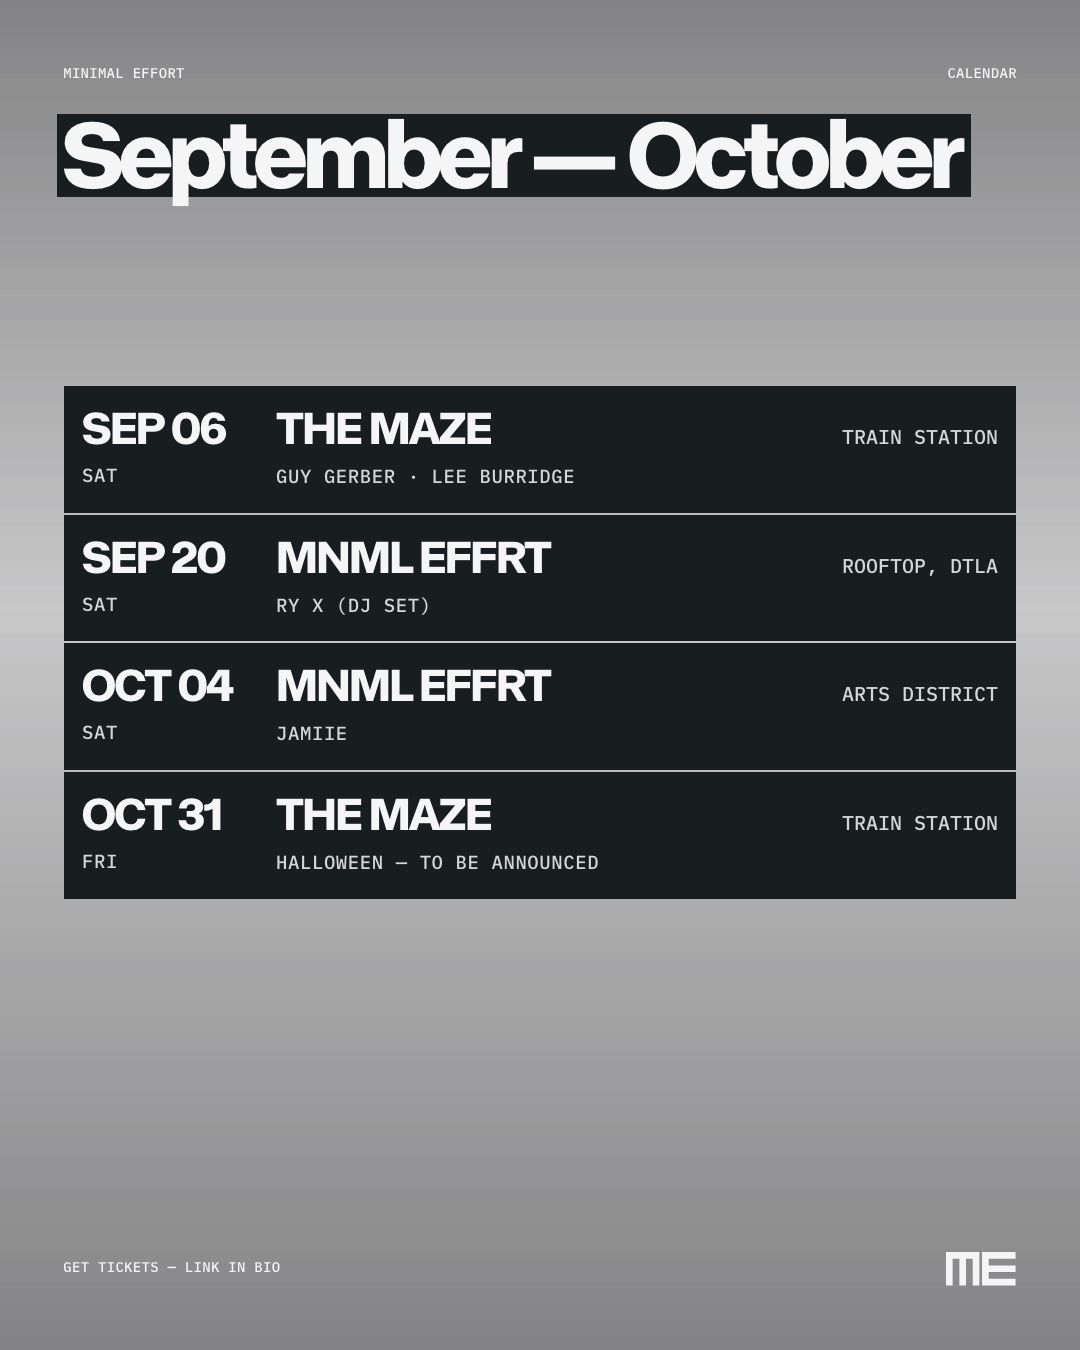 MINIMAL EFFORT
CALENDAR
September — October
SEP 06
THE MAZE
TRAIN STATION
SAT
GUY GERBER · LEE BURRIDGE
SEP 20
MNML EFFRT
ROOFTOP, DTLA
SAT
RY X (DJ SET)
OCT 04
MNML EFFRT
ARTS DISTRICT
SAT
JAMIIE
OCT 31
THE MAZE
TRAIN STATION
FRI
HALLOWEEN — TO BE ANNOUNCED
GET TICKETS — LINK IN BIO
ME